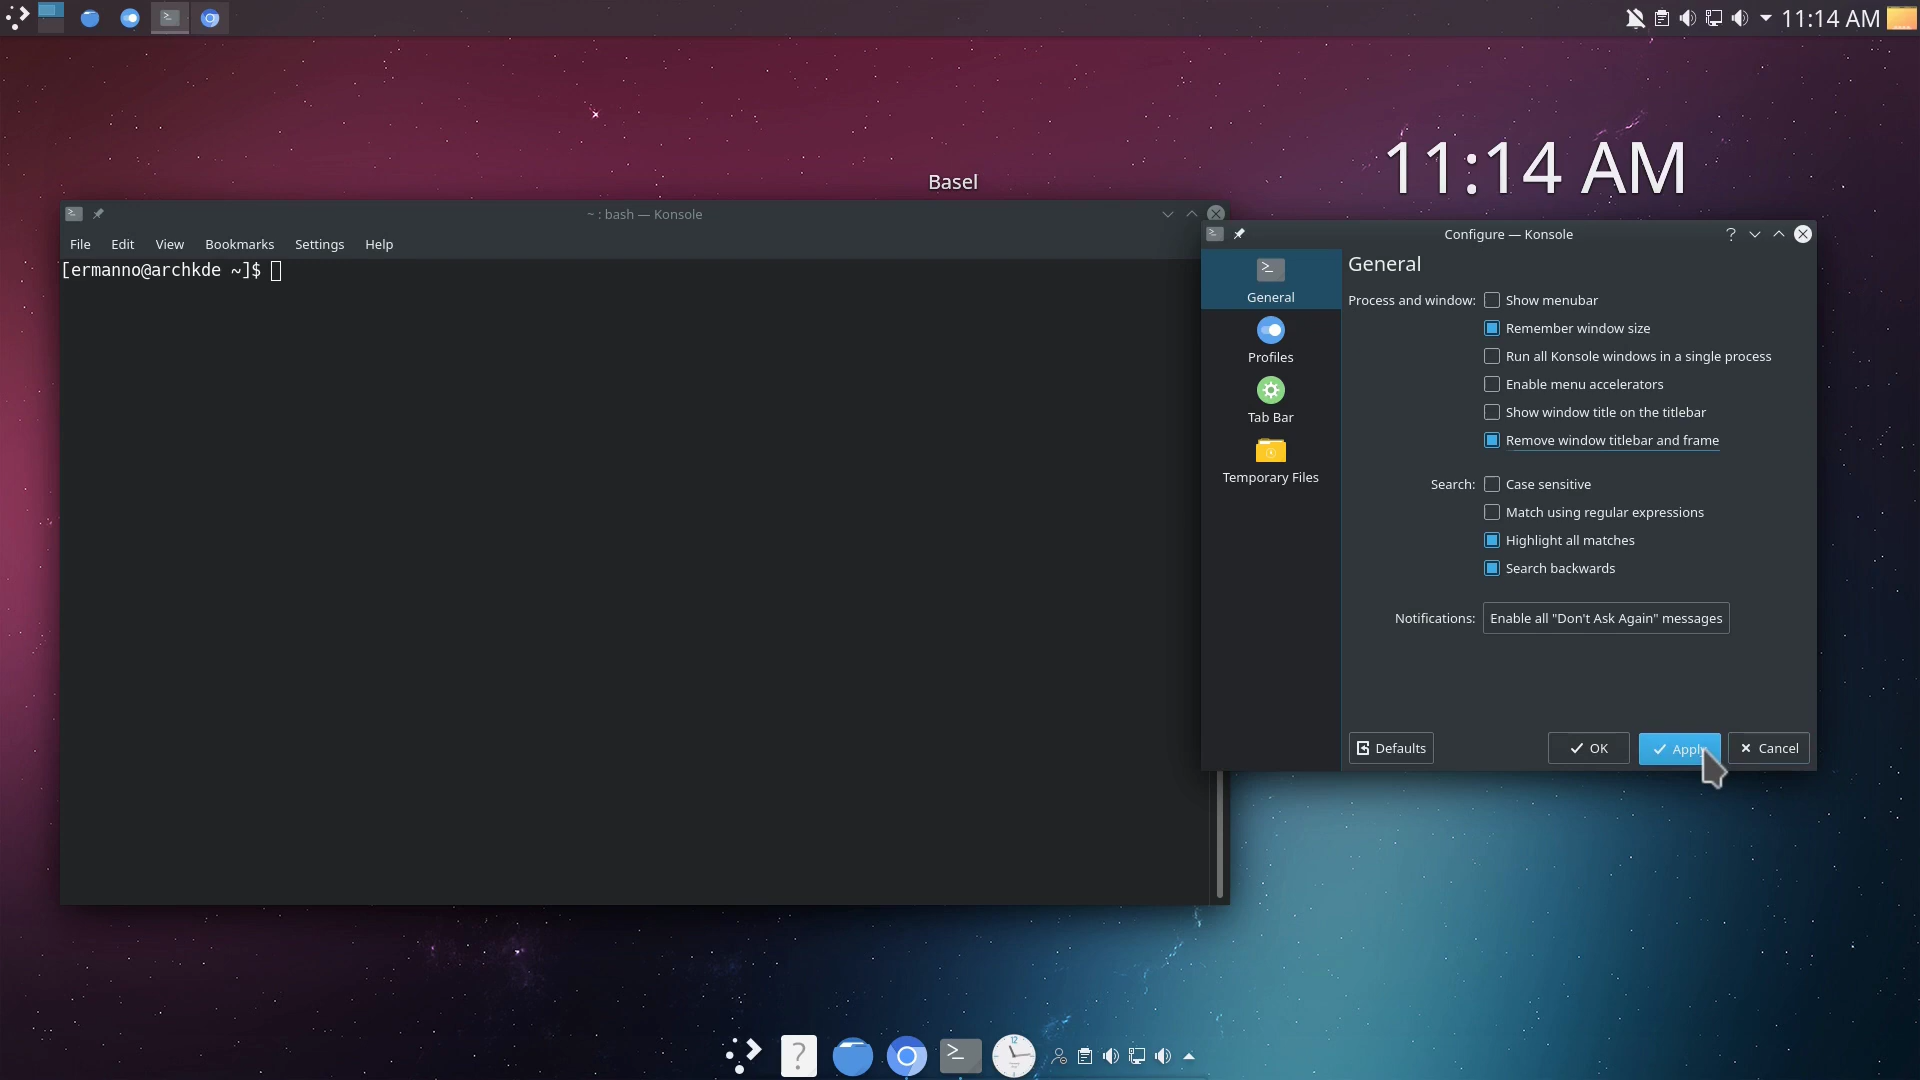 11:14 AM
11:14 AM
Basel
~ : bash — Konsole
File Edit View Bookmarks Settings Help
[ermanno@archkde ~]$
Configure — Konsole
General
Profiles
Tab Bar
Temporary Files
General
Process and window: Show menubar
Remember window size
Run all Konsole windows in a single process
Enable menu accelerators
Show window title on the titlebar
Remove window titlebar and frame
Search: Case sensitive
Match using regular expressions
Highlight all matches
Search backwards
Notifications: Enable all "Don't Ask Again" messages
Defaults OK Apply Cancel
12